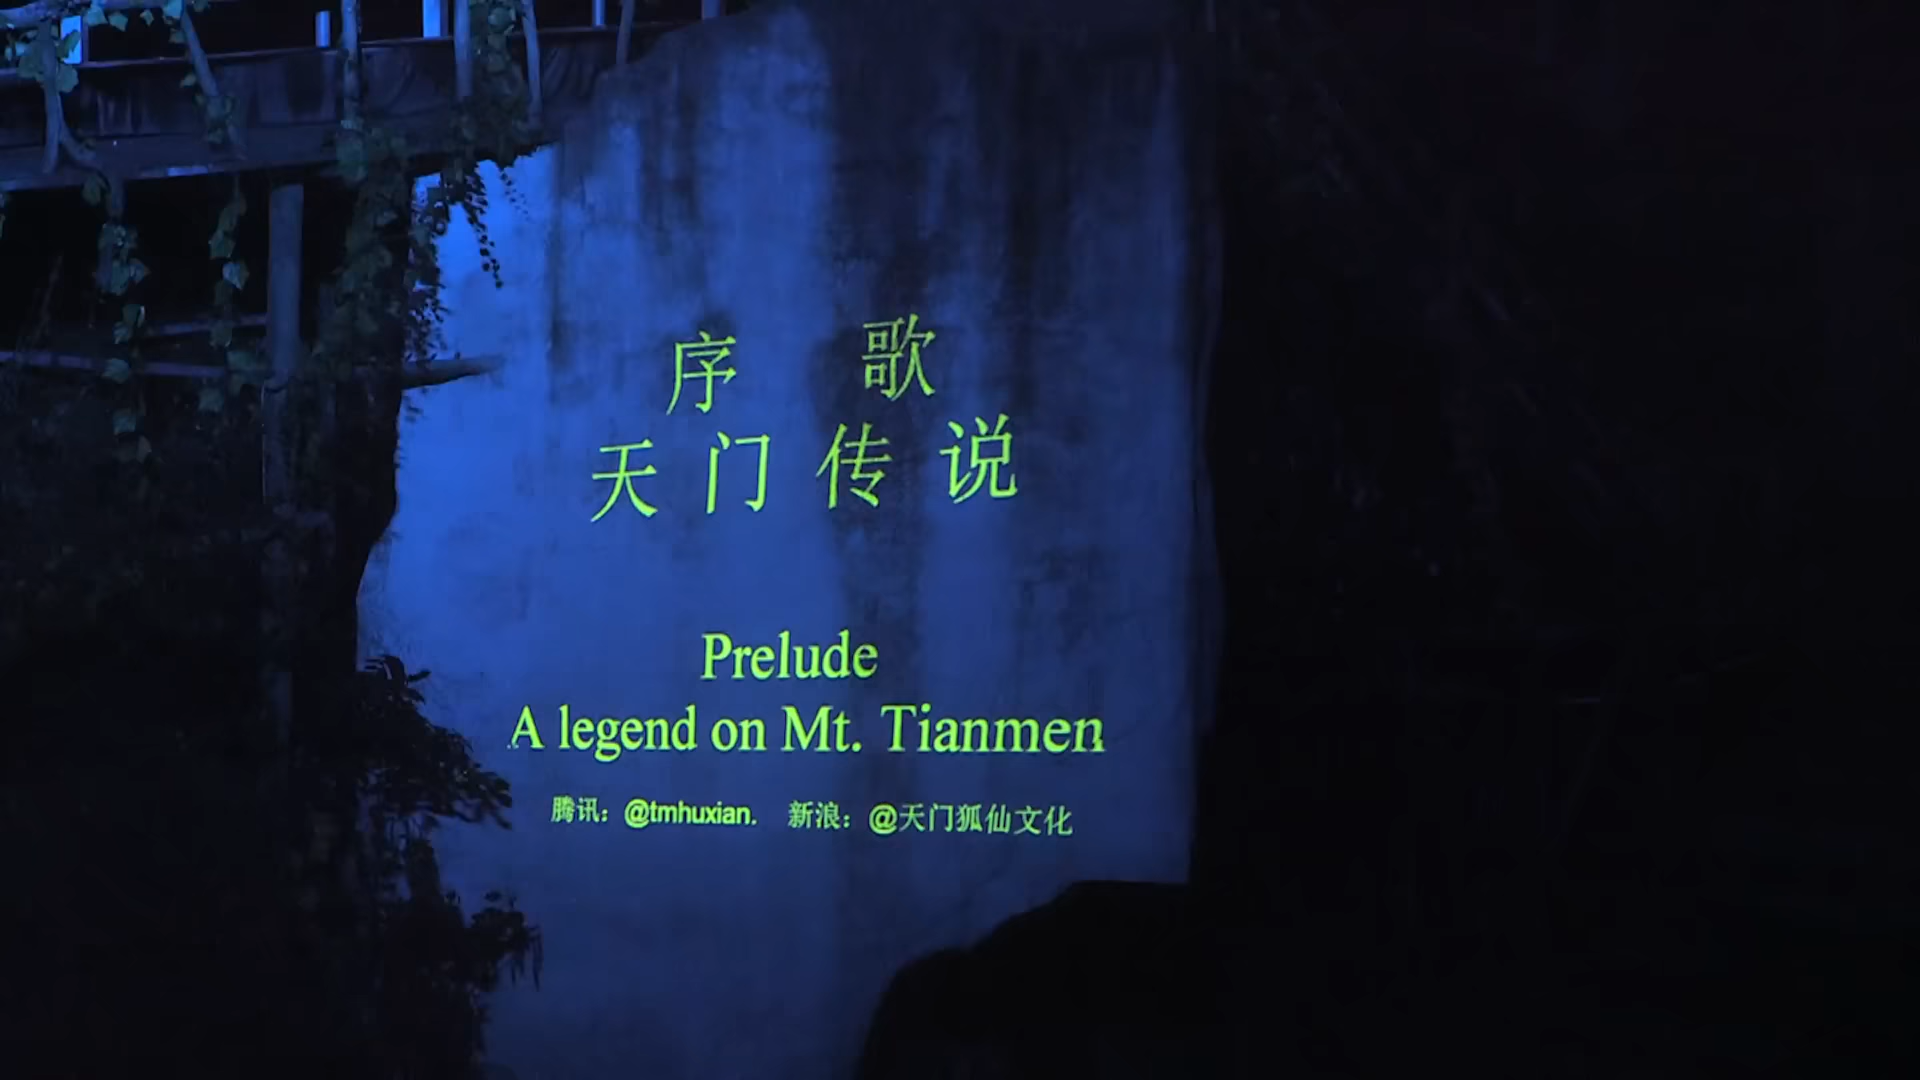 序 歌
天门传说
Prelude
A legend on Mt. Tianmen
腾讯：@tmhuxian. 新浪：@天门狐仙文化